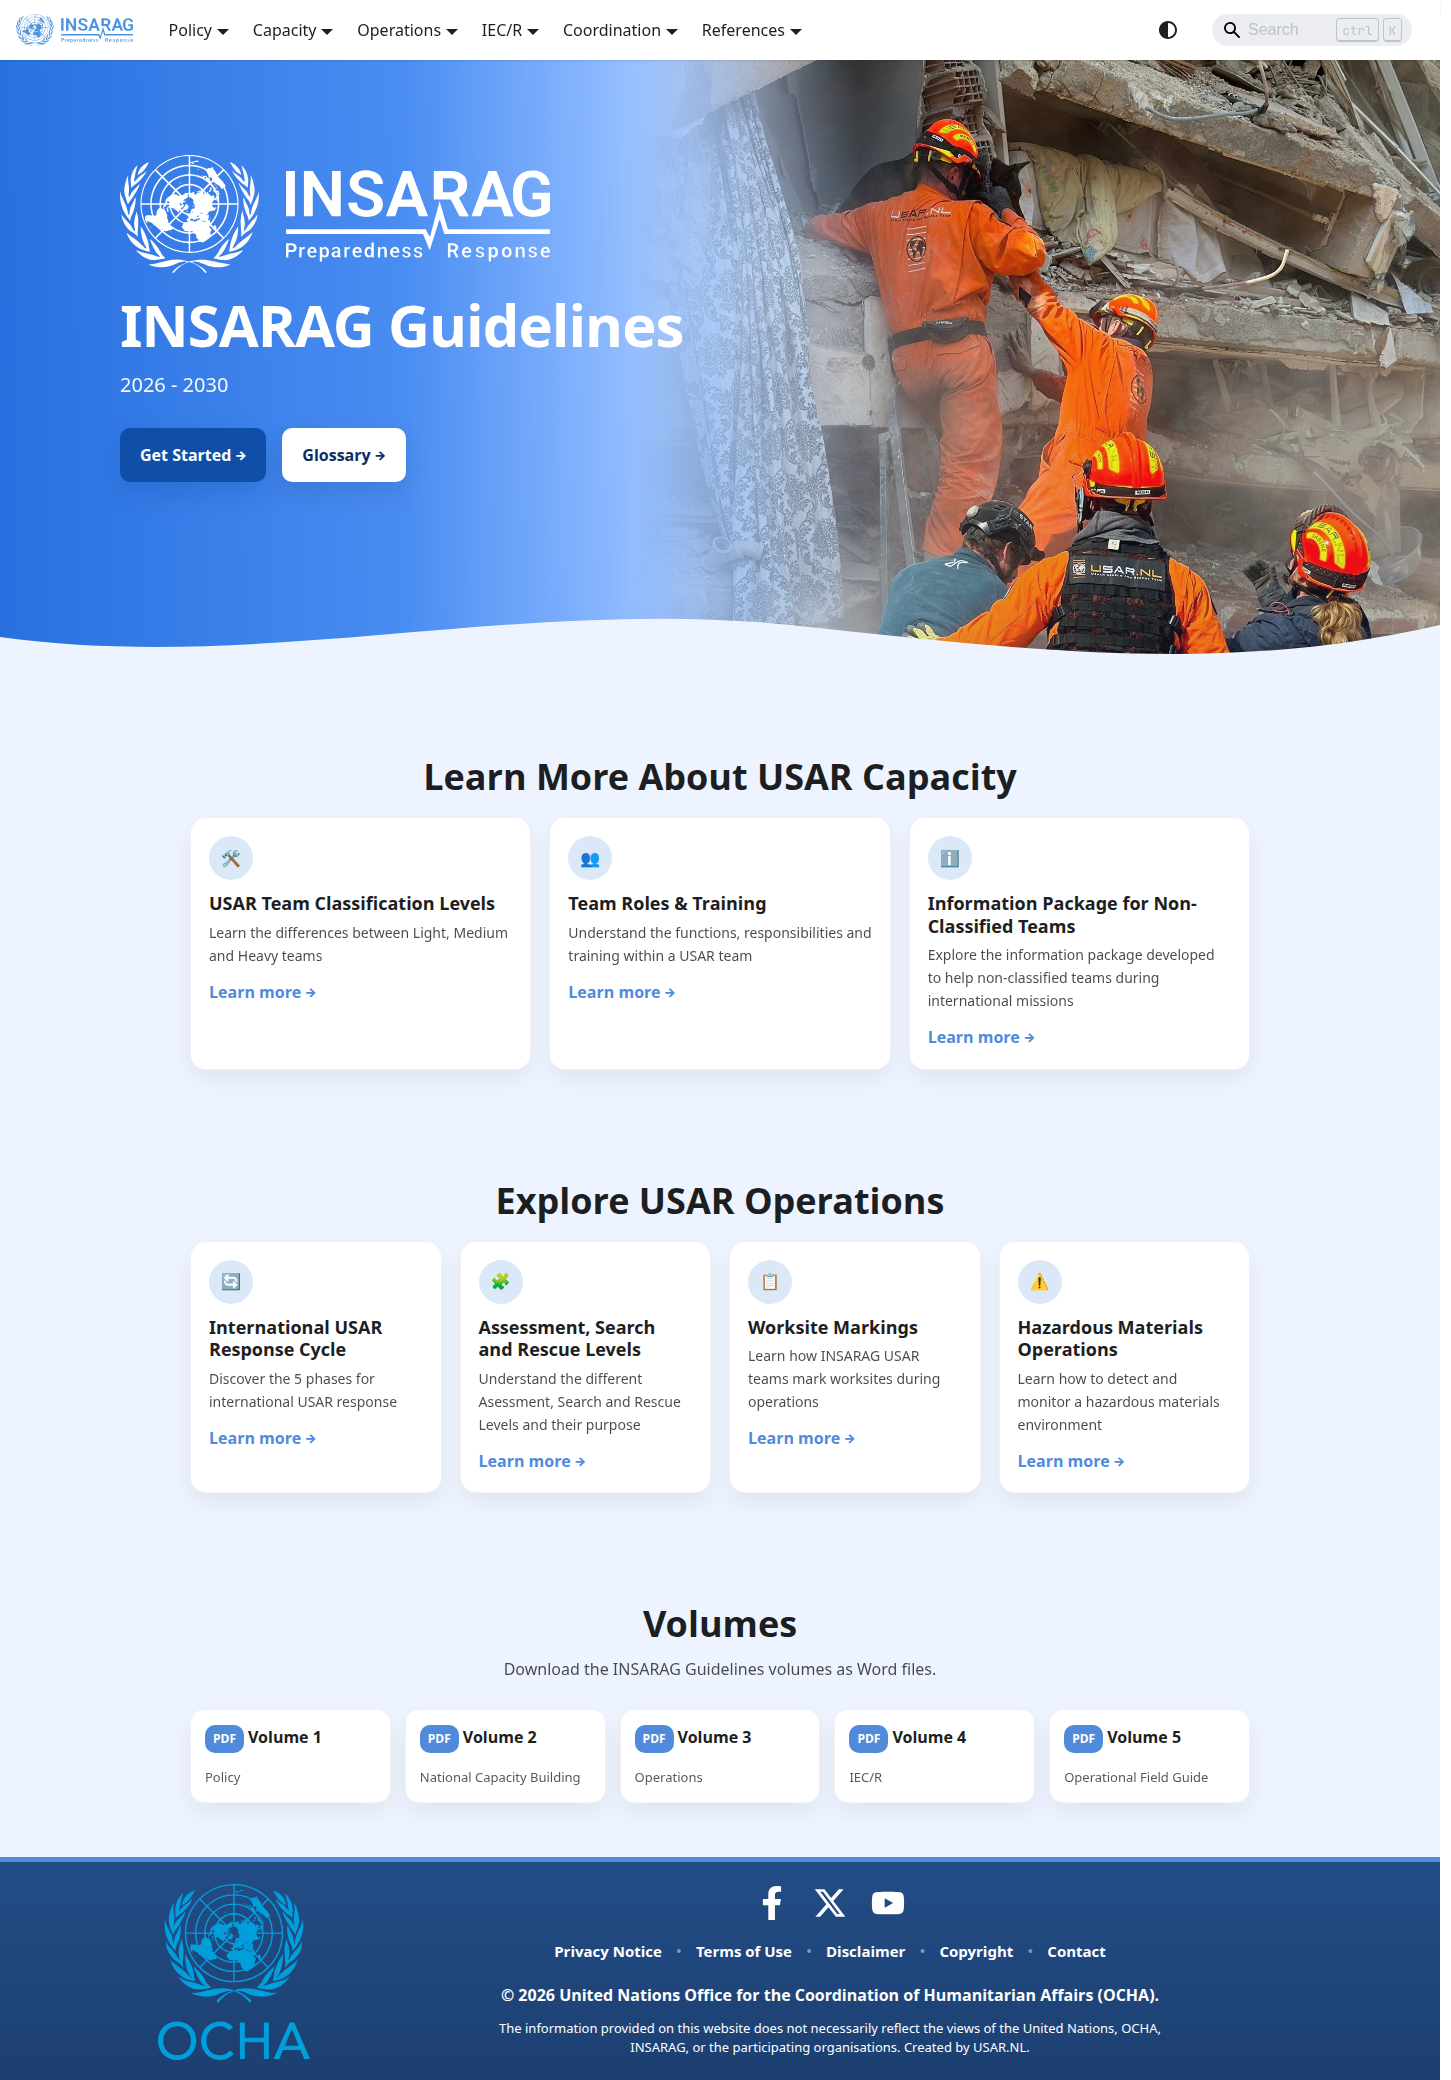 INSARAG
Preparedness Response
Policy
Capacity
Operations
IEC/R
Coordination
References
Search
ctrl
K
INSARAG
Preparedness Response
INSARAG Guidelines
2026 - 2030
Get Started →
Glossary →
USAR.NL
USAR.NL
Learn More About USAR Capacity
USAR Team Classification Levels
Learn the differences between Light, Medium
and Heavy teams
Learn more →
Team Roles & Training
Understand the functions, responsibilities and
training within a USAR team
Learn more →
Information Package for Non-
Classified Teams
Explore the information package developed
to help non-classified teams during
international missions
Learn more →
Explore USAR Operations
International USAR
Response Cycle
Discover the 5 phases for
international USAR response
Learn more →
Assessment, Search
and Rescue Levels
Understand the different
Asessment, Search and Rescue
Levels and their purpose
Learn more →
Worksite Markings
Learn how INSARAG USAR
teams mark worksites during
operations
Learn more →
Hazardous Materials
Operations
Learn how to detect and
monitor a hazardous materials
environment
Learn more →
Volumes
Download the INSARAG Guidelines volumes as Word files.
PDF Volume 1
Policy
PDF Volume 2
National Capacity Building
PDF Volume 3
Operations
PDF Volume 4
IEC/R
PDF Volume 5
Operational Field Guide
OCHA
Privacy Notice • Terms of Use • Disclaimer • Copyright • Contact
© 2026 United Nations Office for the Coordination of Humanitarian Affairs (OCHA).
The information provided on this website does not necessarily reflect the views of the United Nations, OCHA,
INSARAG, or the participating organisations. Created by USAR.NL.